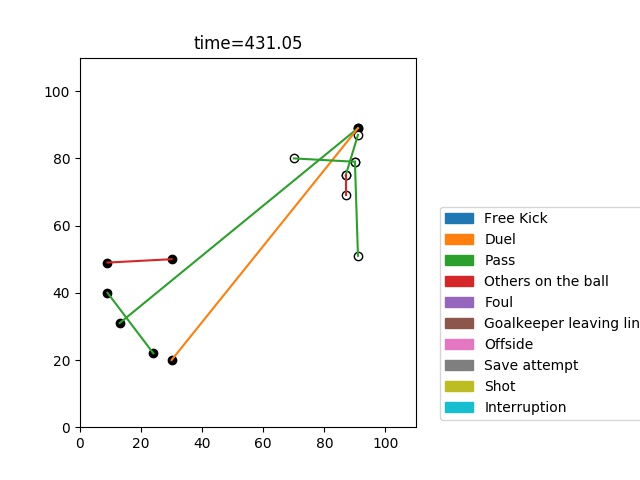 time=431.05
100
80
60
40
20
0
0 20 40 60 80 100
Free Kick
Duel
Pass
Others on the ball
Foul
Goalkeeper leaving lin
Offside
Save attempt
Shot
Interruption